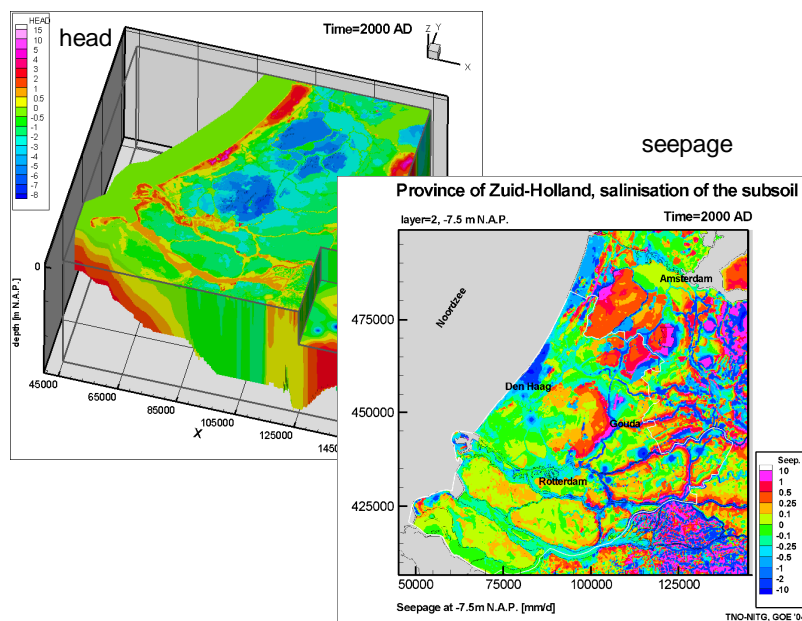 HEAD
15
10
5
4
3
2
1
0.5
0
-0.5
-1
-2
-3
-4
-5
-6
-7
-8
head
Time=2000 AD
Z
Y
X
0
depth [m N.A.P.]
45000
65000
85000
105000
125000
X
seepage
Province of Zuid-Holland, salinisation of the subsoil
layer=2, -7.5 m N.A.P.
Time=2000 AD
Noordzee
Amsterdam
Den Haag
Gouda
Rotterdam
475000
450000
425000
50000
75000
100000
125000
Seepage at -7.5m N.A.P. [mm/d]
Seep.
10
1
0.5
0.25
0.1
0
-0.1
-0.25
-0.5
-1
-2
-10